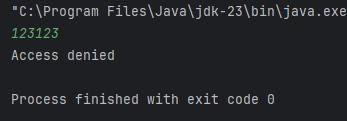 "C:\Program Files\Java\jdk-23\bin\java.exe
123123
Access denied
Process finished with exit code 0